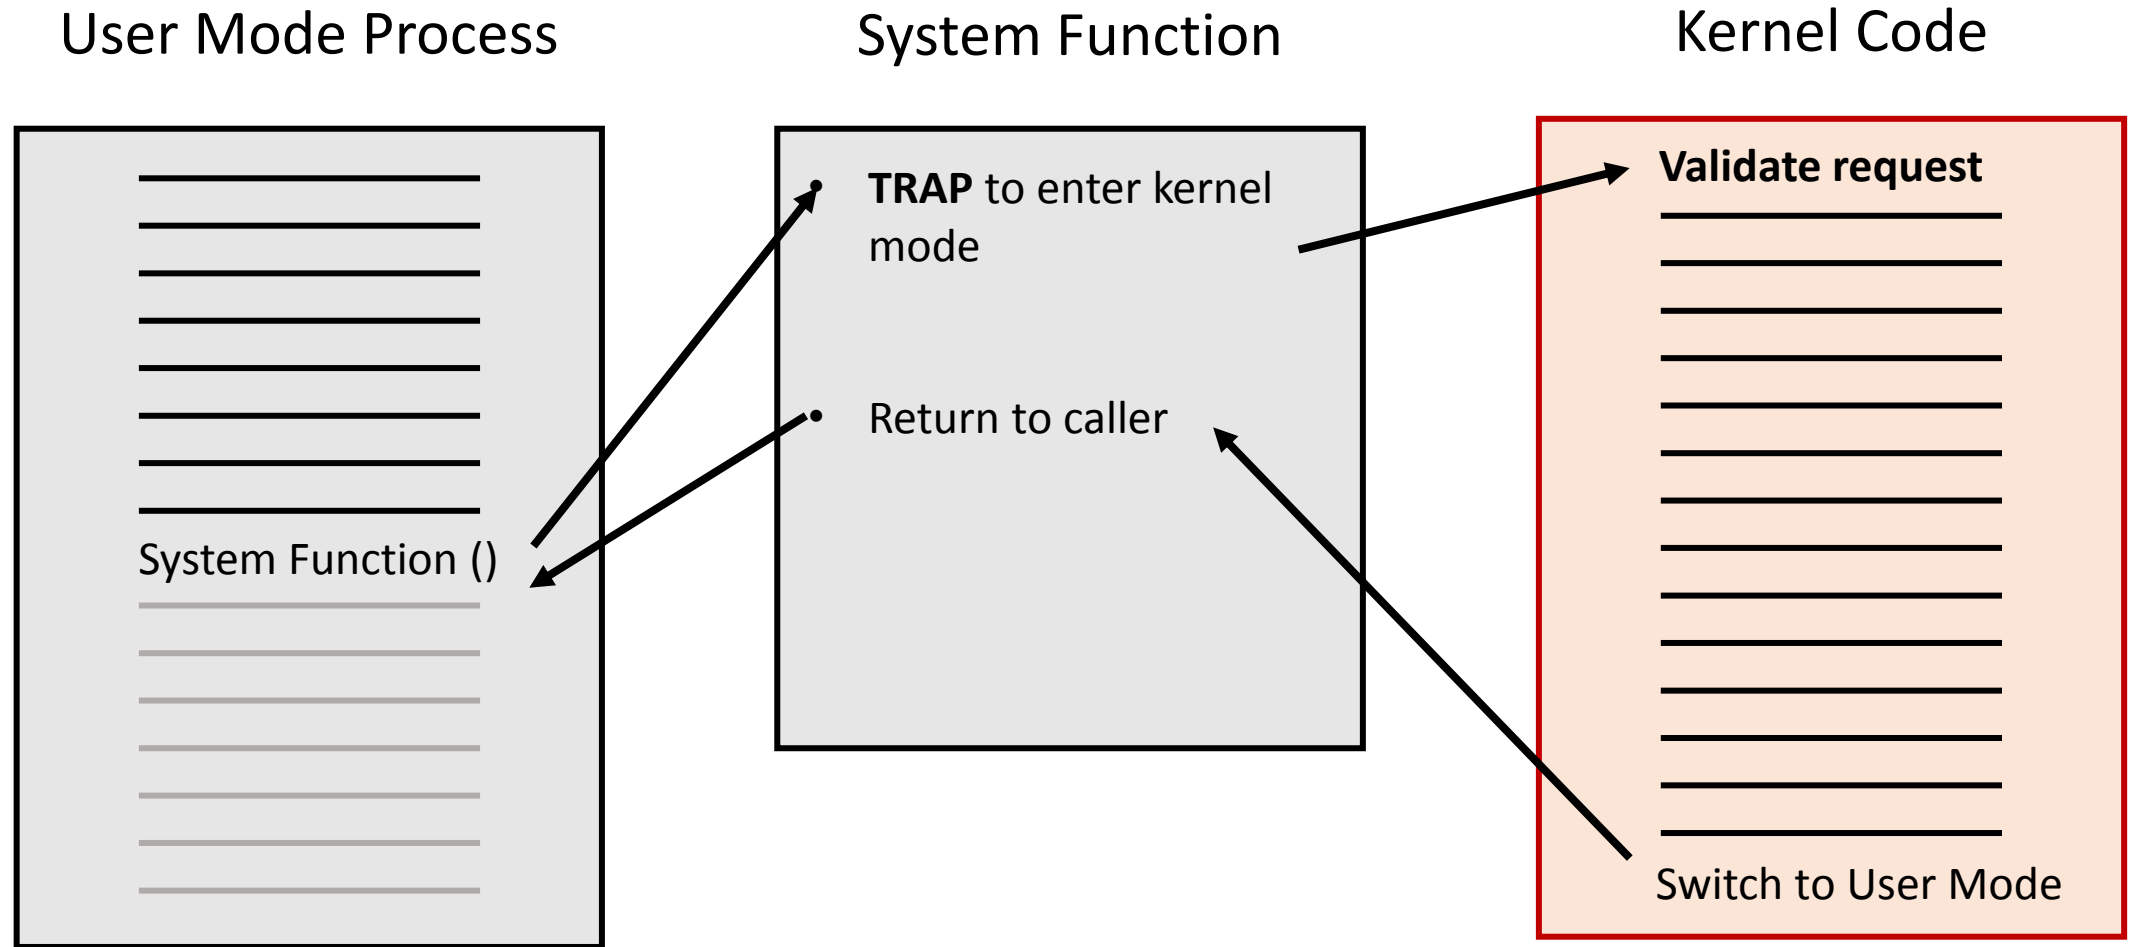 User Mode Process
System Function
Kernel Code
System Function ()
• TRAP to enter kernel
mode
• Return to caller
Validate request
Switch to User Mode